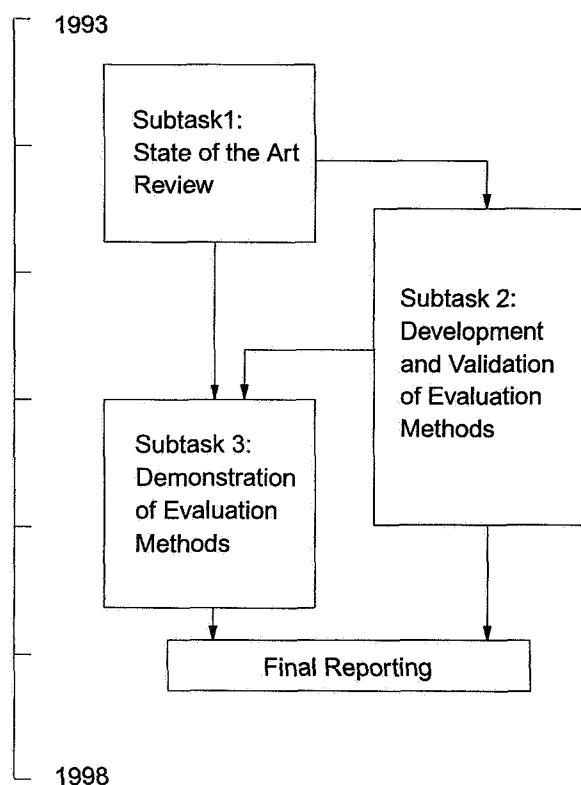 1993
Subtask1:
State of the Art
Review
Subtask 2:
Development
and Validation
of Evaluation
Methods
Subtask 3:
Demonstration
of Evaluation
Methods
Final Reporting
1998